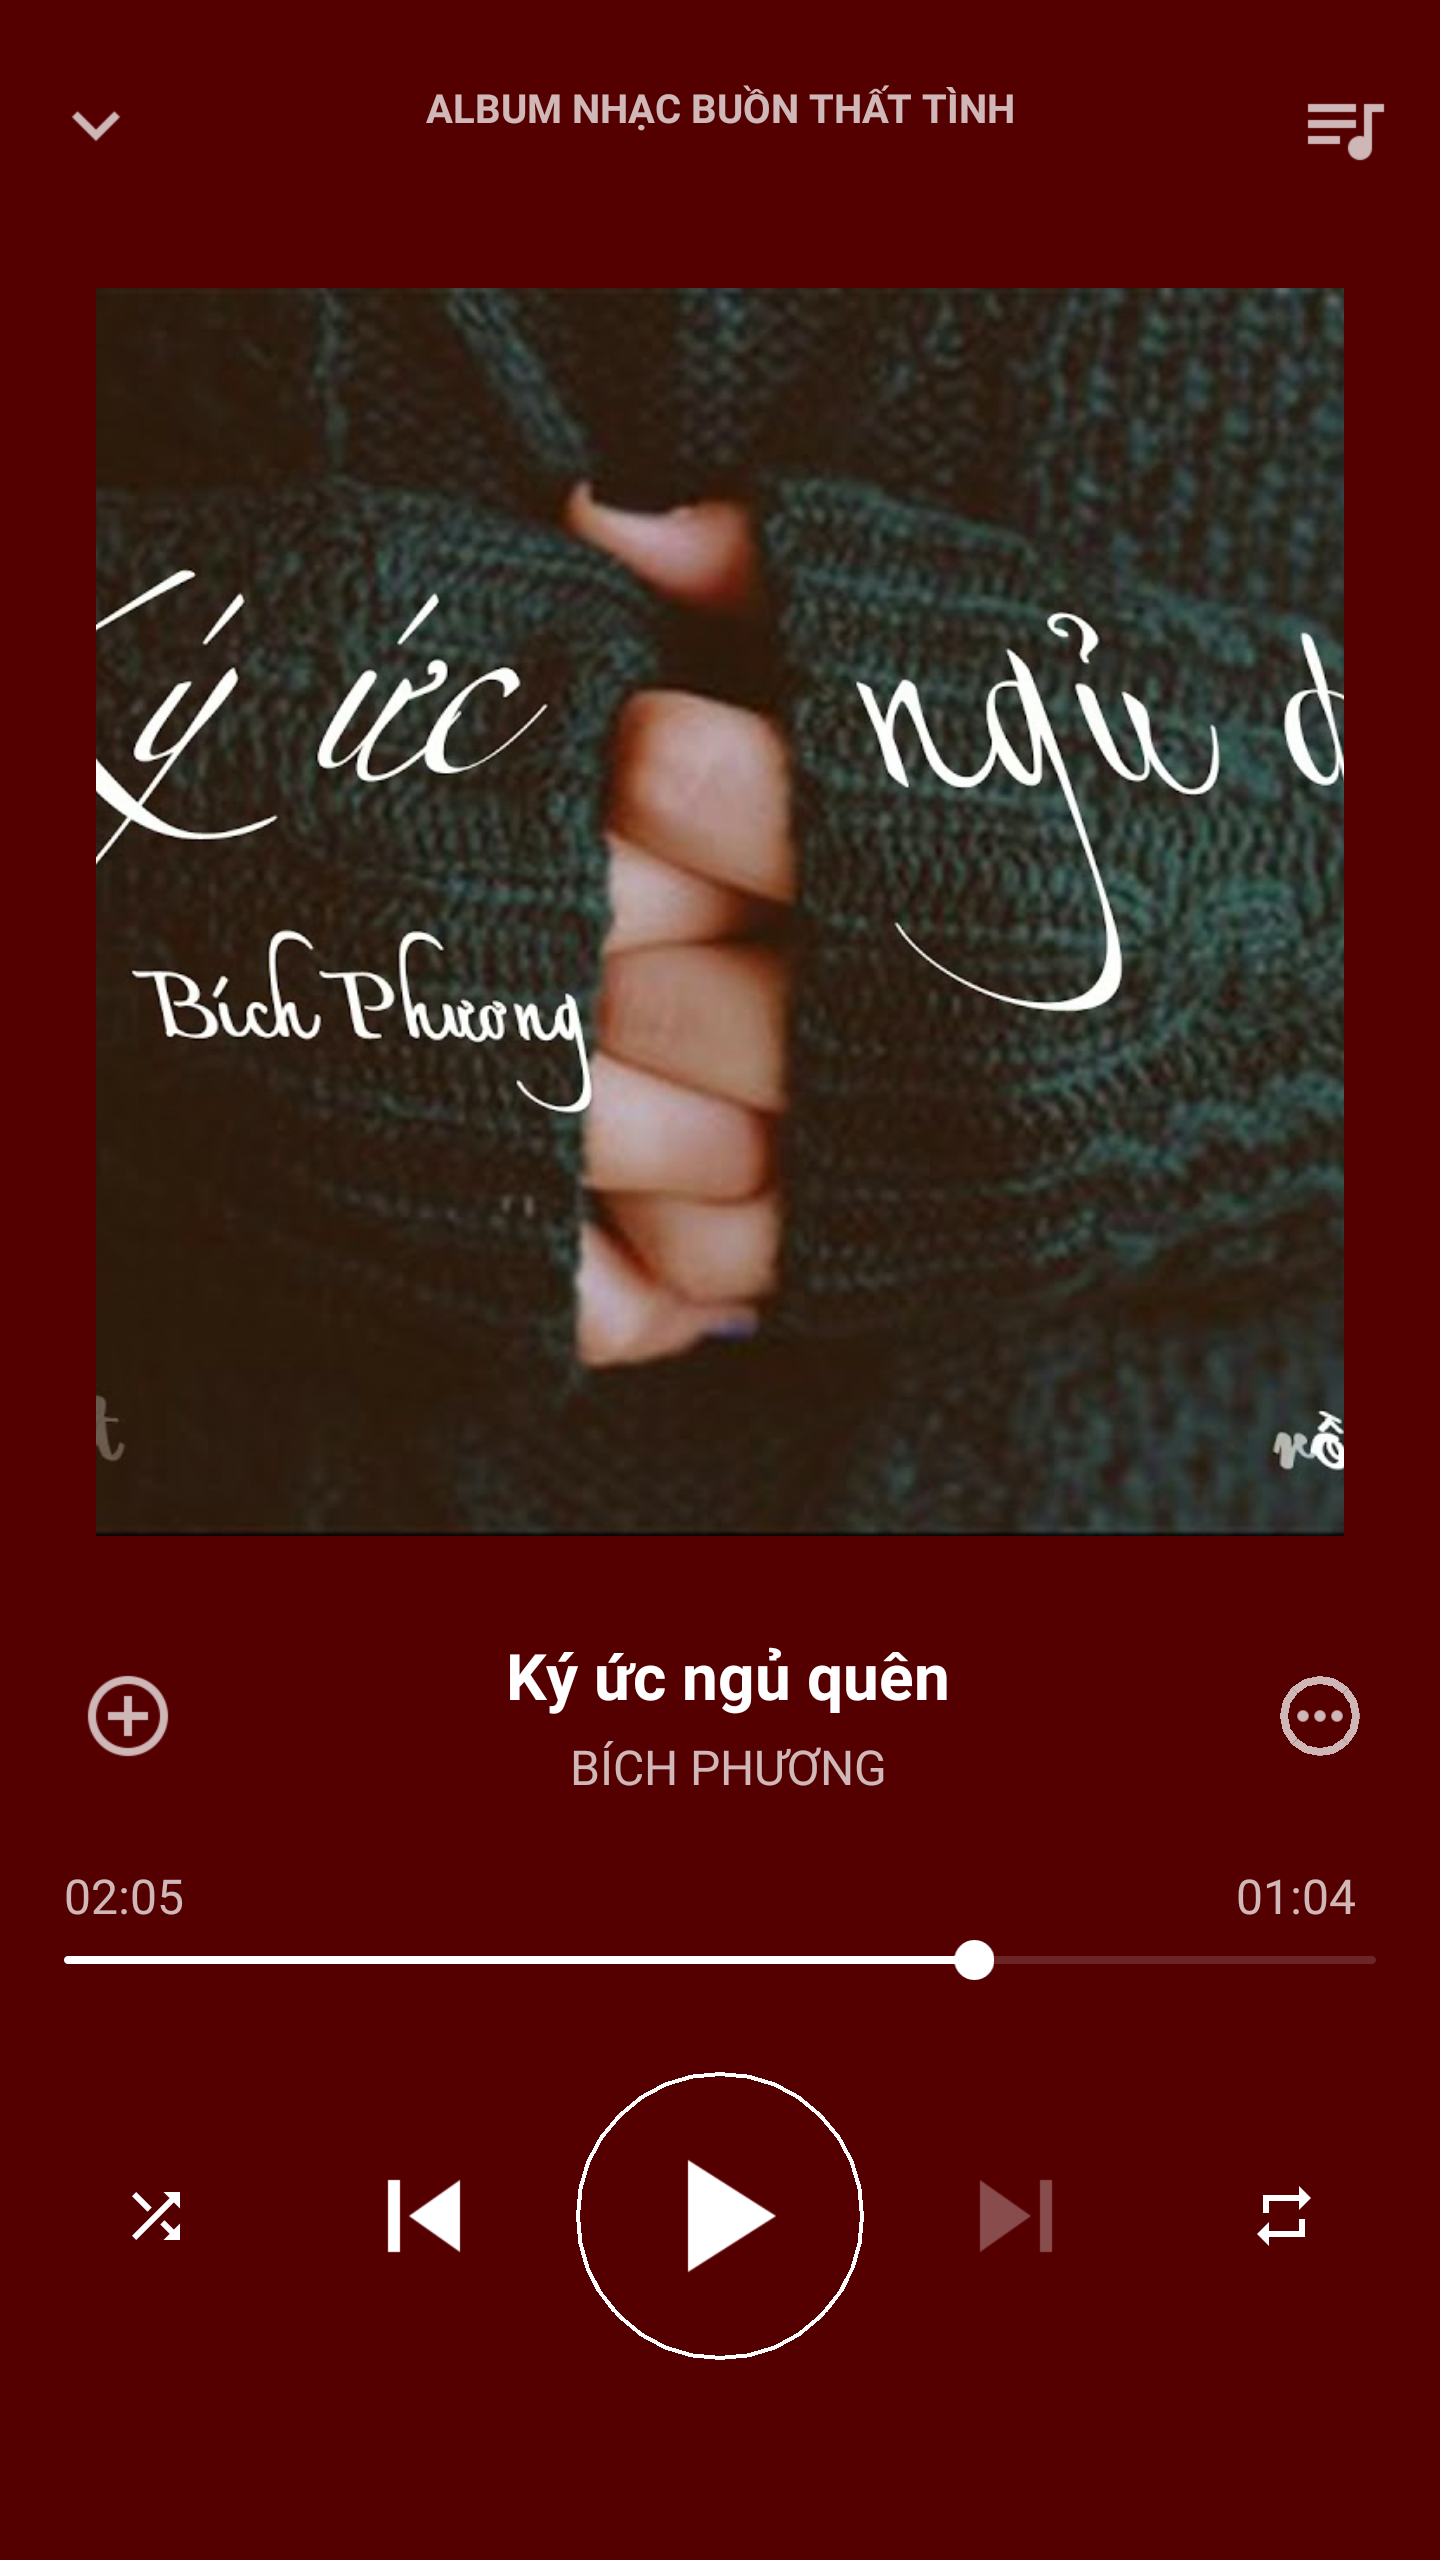 ALBUM NHẠC BUỒN THẤT TÌNH
Ký ức ngủ
Bích Phương
Ký ức ngủ quên
BÍCH PHƯƠNG
02:05 01:04